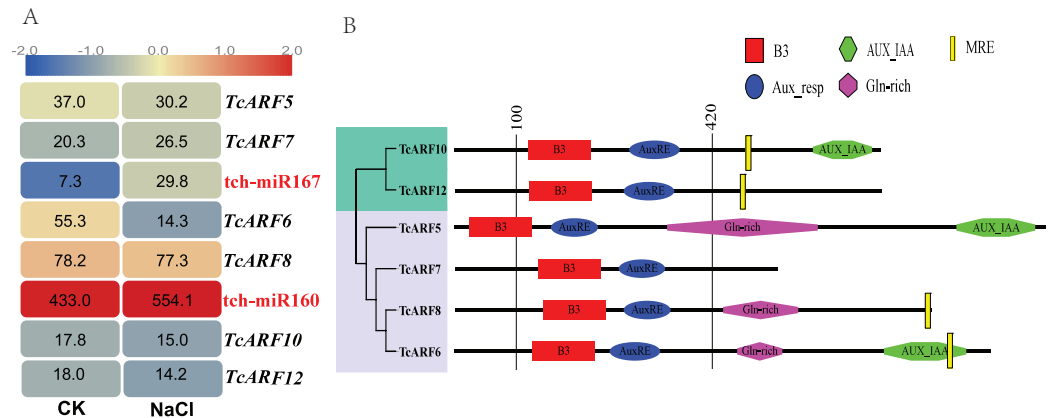 A
-2.0 -1.0 0.0 1.0 2.0
37.0 30.2 TcARF5
20.3 26.5 TcARF7
7.3 29.8 tch-miR167
55.3 14.3 TcARF6
78.2 77.3 TcARF8
433.0 554.1 tch-miR160
17.8 15.0 TcARF10
18.0 14.2 TcARF12
CK NaCl
B
B3 AUX_IAA MRE
Aux_resp Gln-rich
100 420
TcARF10 B3 AuxRE AUX_IAA
TcARF12 B3 AuxRE
TcARF5 B3 AuxRE Gln-rich AUX_IAA
TcARF7 B3 AuxRE
TcARF8 B3 AuxRE Gln-rich
TcARF6 B3 AuxRE Gln-rich AUX_IAA